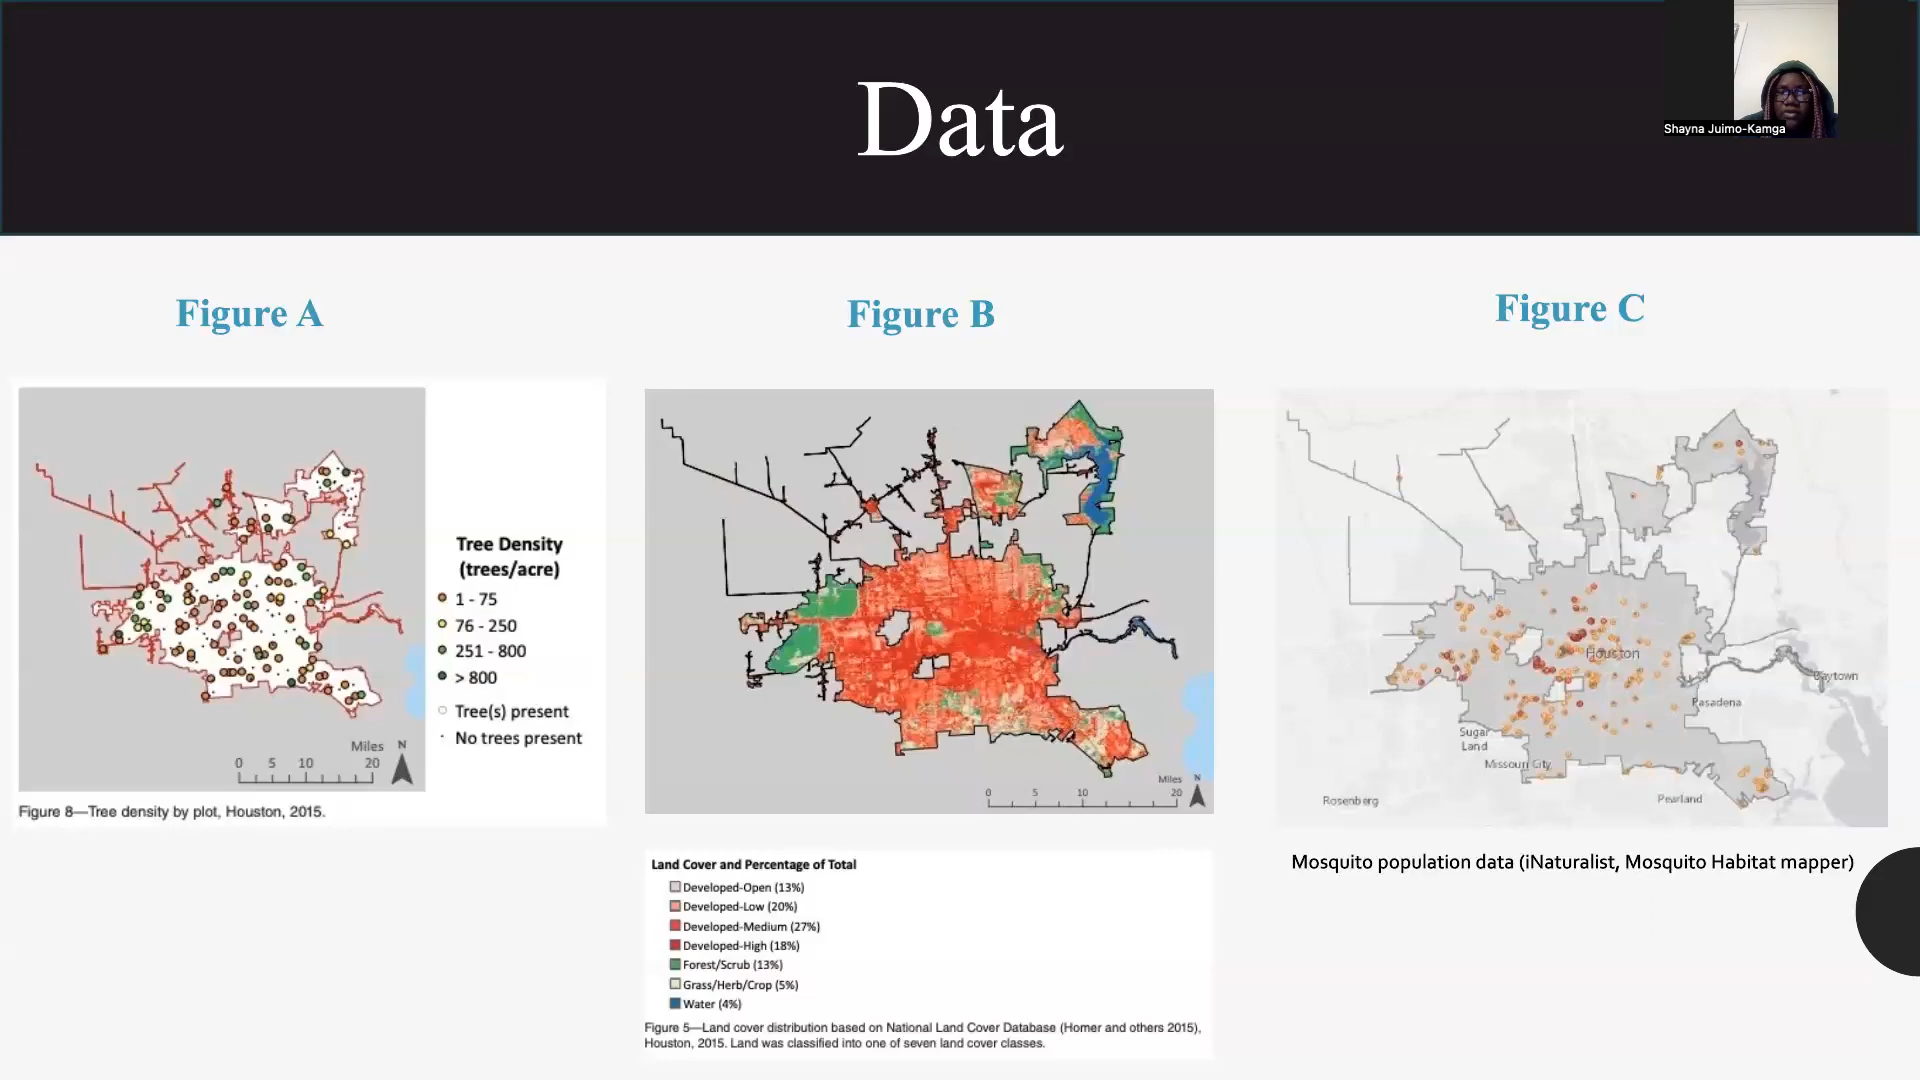 Data
Shayna Juimo-Kamga
Figure A
Figure B
Figure C
Tree Density
(trees/acre)
1 - 75
76 - 250
251 - 800
> 800
Tree(s) present
No trees present
Miles N
0 5 10 20
Figure 8—Tree density by plot, Houston, 2015.
Miles N
0 5 10 20
Land Cover and Percentage of Total
Developed-Open (13%)
Developed-Low (20%)
Developed-Medium (27%)
Developed-High (18%)
Forest/Scrub (13%)
Grass/Herb/Crop (5%)
Water (4%)
Figure 5—Land cover distribution based on National Land Cover Database (Homer and others 2015),
Houston, 2015. Land was classified into one of seven land cover classes.
Houston
Baytown
Pasadena
Sugar
Land
Missouri City
Rosenberg
Pearland
Mosquito population data (iNaturalist, Mosquito Habitat mapper)